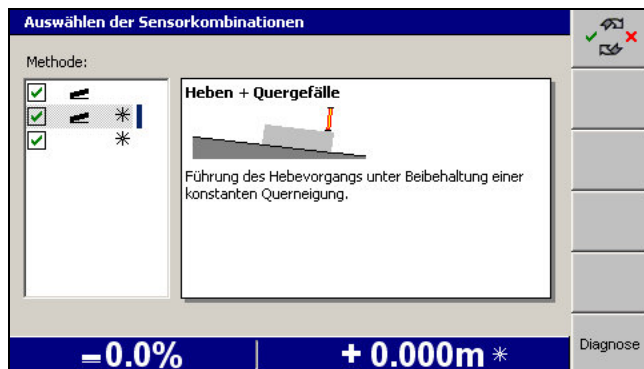 Auswählen der Sensorkombinationen
Methode:
Heben + Quergefälle
Führung des Hebevorgangs unter Beibehaltung einer
konstanten Querneigung.
Diagnose
=0.0%
+ 0.000m *